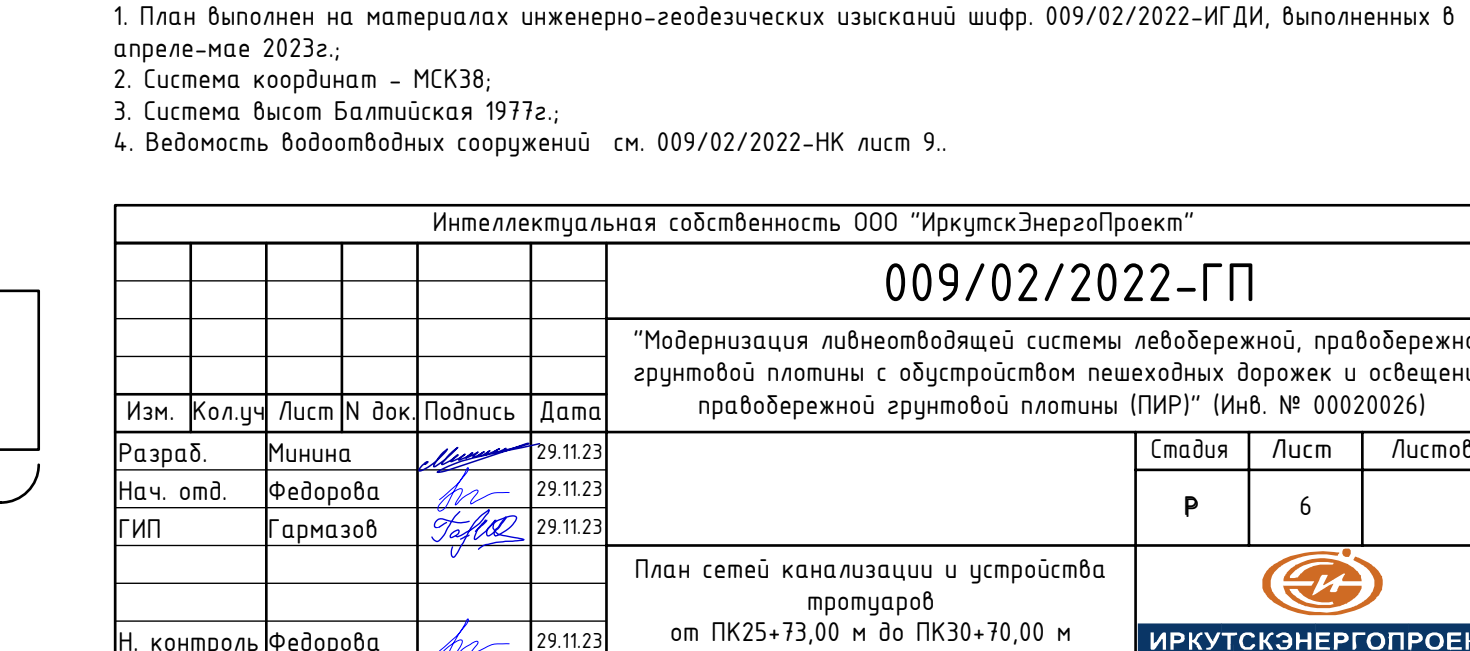 1. План выполнен на материалах инженерно-геодезических изысканий шифр. 009/02/2022-ИГДИ, выполненных в
апреле-мае 2023г.;
2. Система координат - МСК38;
3. Система высот Балтийская 1977г.;
4. Ведомость водоотводных сооружений см. 009/02/2022-НК лист 9..
Интеллектуальная собственность ООО "ИркутскЭнергоПроект"
009/02/2022-ГП
"Модернизация ливнеотводящей системы левобережной, правобережно
грунтовой плотины с обустройством пешеходных дорожек и освещени
правобережной грунтовой плотины (ПИР)" (Инв. № 00020026)
Изм. Кол.уч Лист N док. Подпись Дата
Разраб. Минина 29.11.23
Стадия Лист Листов
Нач. отд. Федорова 29.11.23
Р 6
ГИП Гармазов 29.11.23
План сетей канализации и устройства
тротуаров
от ПК25+73,00 м до ПК30+70,00 м
Н. контроль Федорова 29.11.23
ИРКУТСКЭНЕРГОПРОЕК